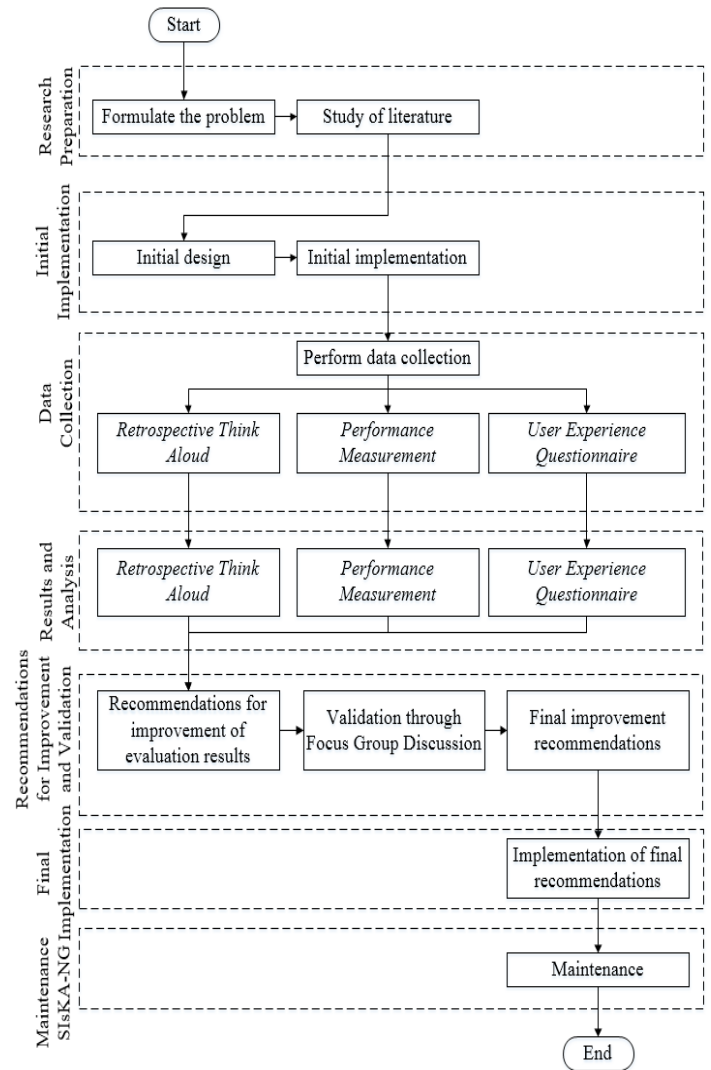 Start
Research
Preparation
Formulate the problem
Study of literature
Initial
Implementation
Initial design
Initial implementation
Data
Collection
Perform data collection
Retrospective Think
Aloud
Performance
Measurement
User Experience
Questionnaire
Results and
Analysis
Retrospective Think
Aloud
Performance
Measurement
User Experience
Questionnaire
Recommendations
for Improvement
and Validation
Recommendations for
improvement of
evaluation results
Validation through
Focus Group Discussion
Final improvement
recommendations
Final
Implementation
Implementation of final
recommendations
Maintenance
SIsKA-NG
Maintenance
End